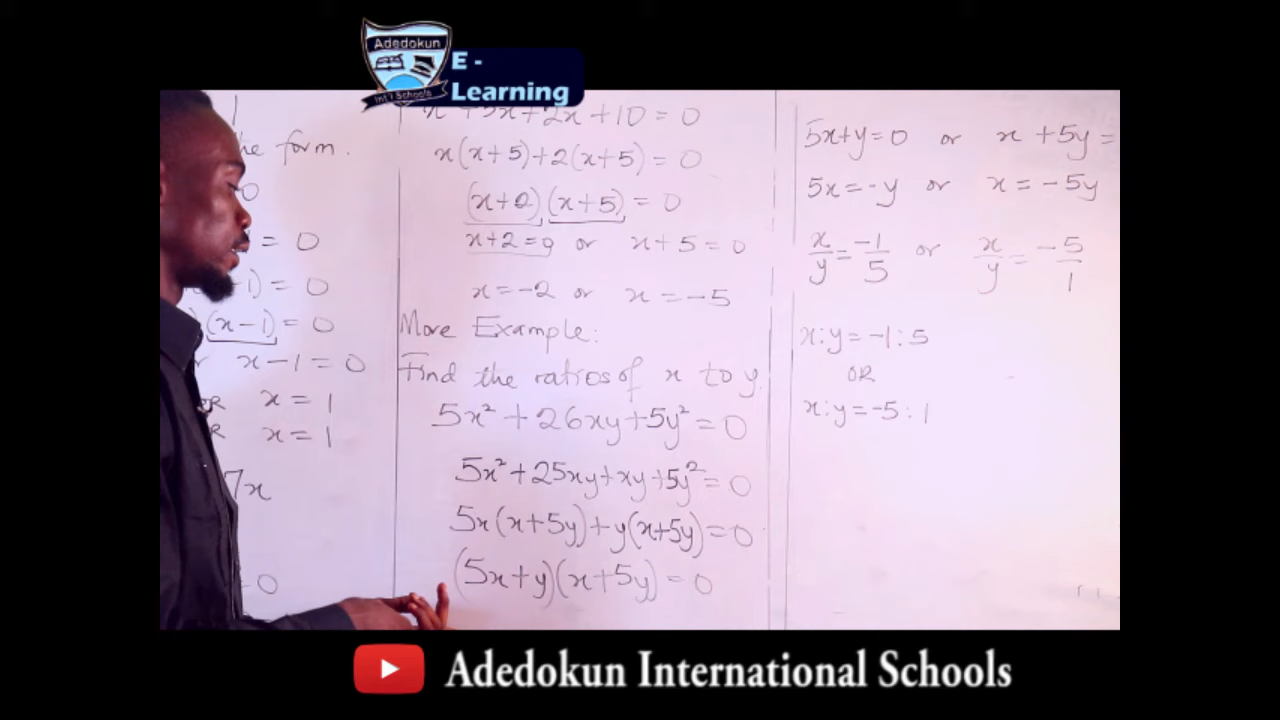 Adedokun
Int'l Schools
E -
Learning
he form.
= 0
-1) = 0
(x-1) = 0
x-1 = 0
OR x = 1
R x = 1
7x
x(x+5)+2(x+5) = 0
(x+2)(x+5) = 0
x+2=0 or x+5=0
x=-2 or x=-5
More Example:
Find the ratios of x to y
5x²+26xy+5y²=0
5x²+25xy+xy+5y²=0
5x(x+5y)+y(x+5y)=0
(5x+y)(x+5y)=0
5x+y=0 or x+5y=
5x=-y or x=-5y
x/y=-1/5 or x/y=-5/1
x:y=-1:5
OR
x:y=-5:1
Adedokun International Schools